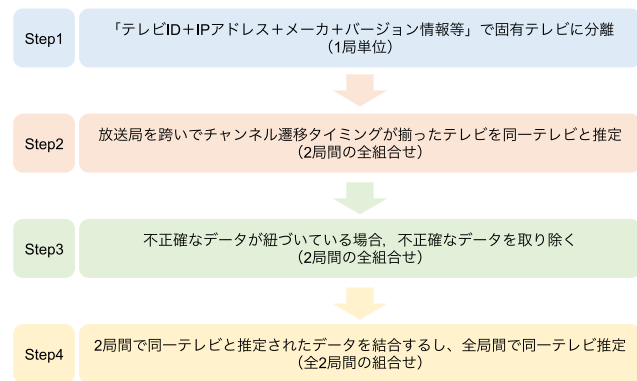 Step1
「テレビID＋IPアドレス＋メーカ＋バージョン情報等」で固有テレビに分離
（1局単位）
Step2
放送局を跨いでチャンネル遷移タイミングが揃ったテレビを同一テレビと推定
（2局間の全組合せ）
Step3
不正確なデータが紐づいている場合，不正確なデータを取り除く
（2局間の全組合せ）
Step4
2局間で同一テレビと推定されたデータを結合するし、全局間で同一テレビ推定
（全2局間の組合せ）